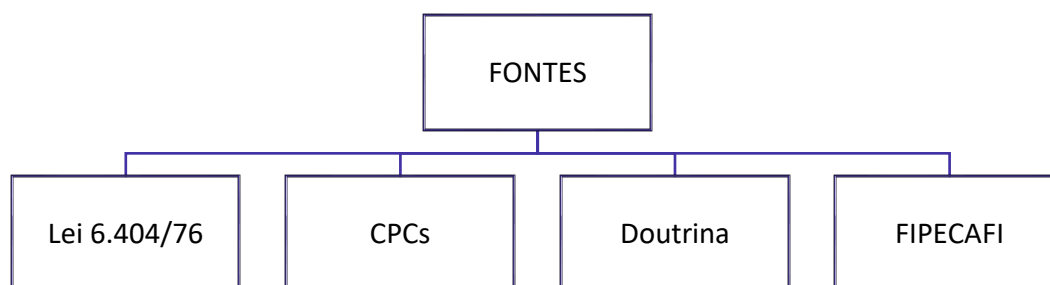 FONTES
Lei 6.404/76
CPCs
Doutrina
FIPECAFI